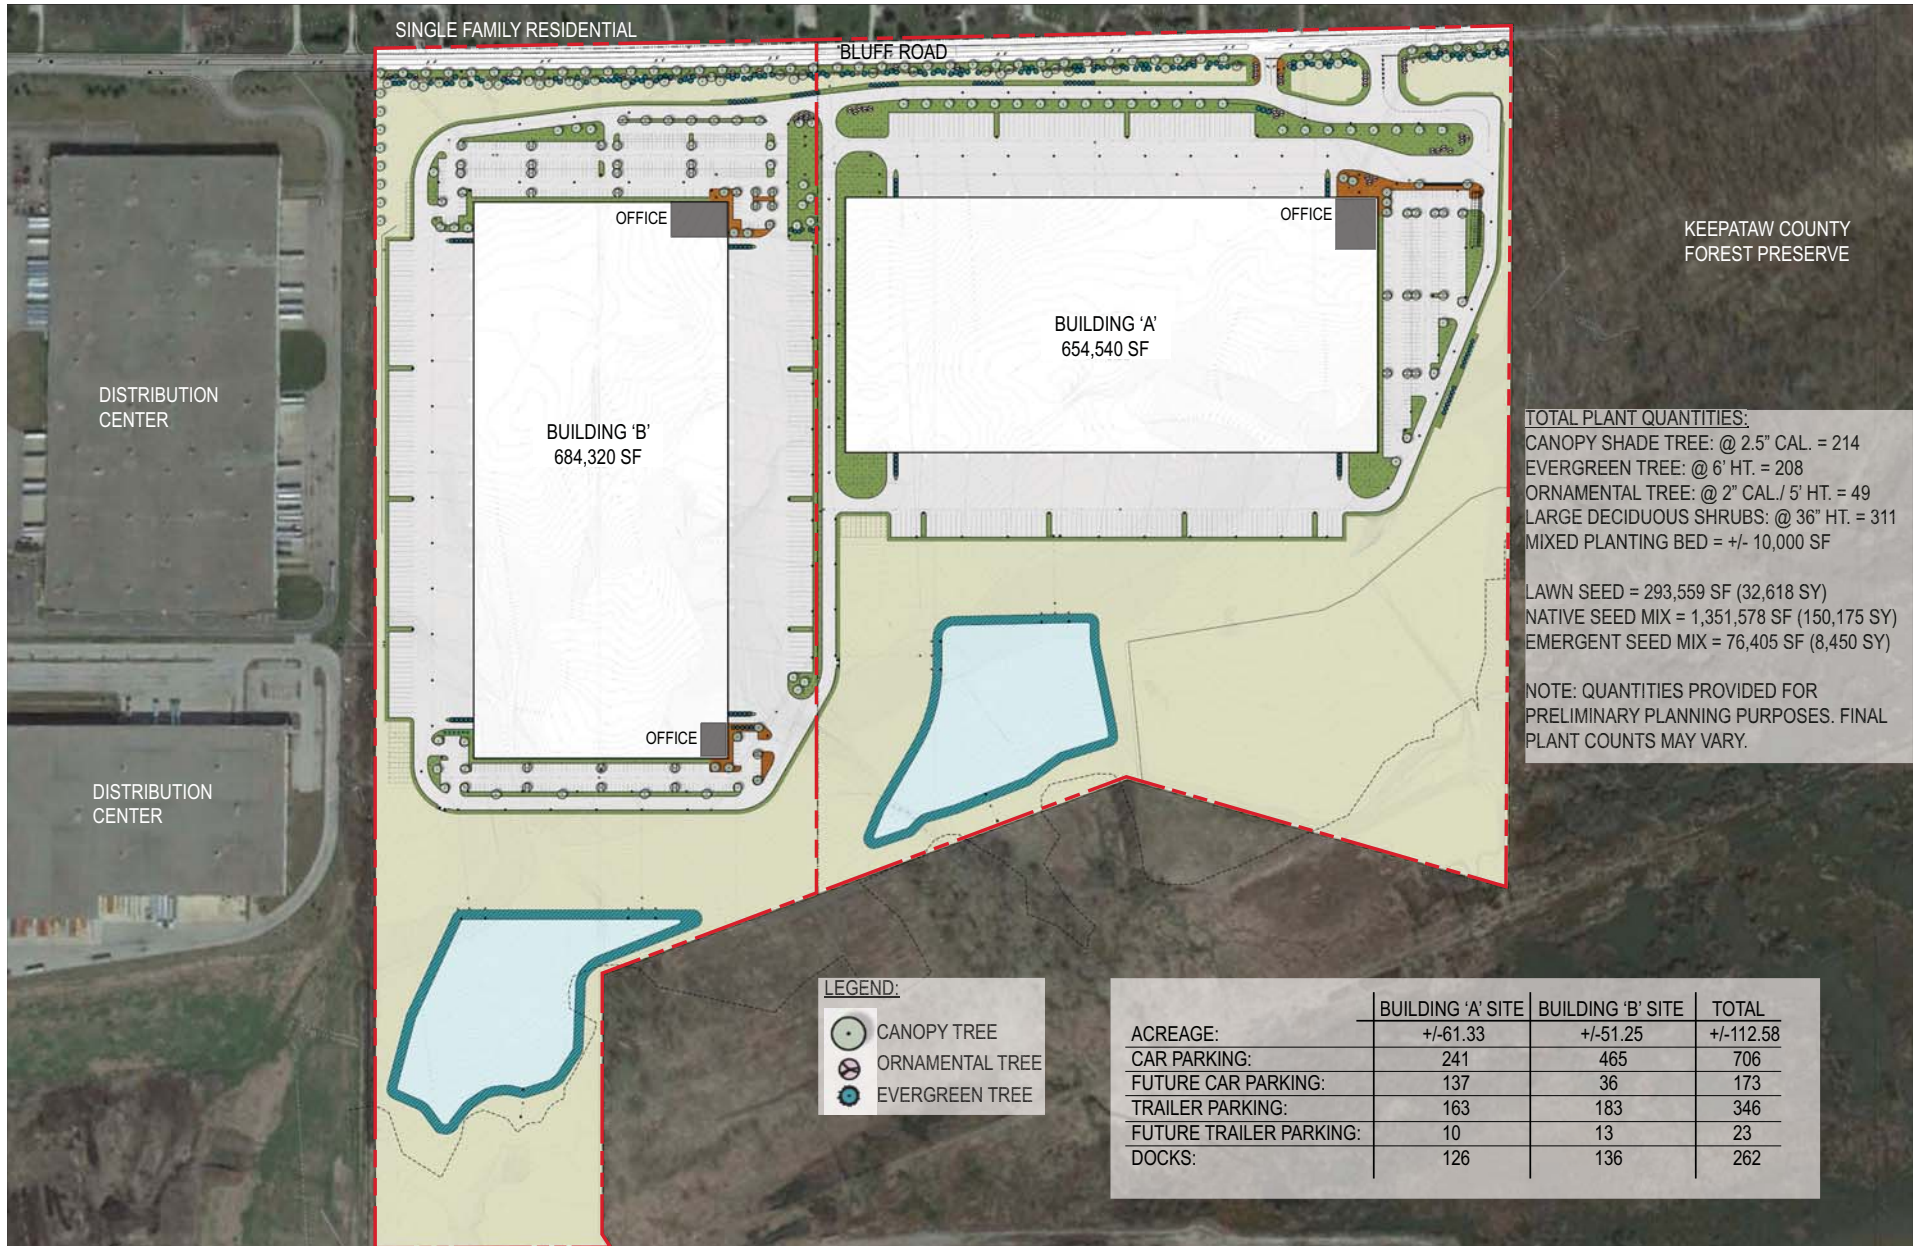 SINGLE FAMILY RESIDENTIAL
BLUFF ROAD
OFFICE
OFFICE
KEEPATAW COUNTY
FOREST PRESERVE
BUILDING ‘A’
654,540 SF
DISTRIBUTION
CENTER
BUILDING ‘B’
684,320 SF
TOTAL PLANT QUANTITIES:
CANOPY SHADE TREE: @ 2.5” CAL. = 214
EVERGREEN TREE: @ 6’ HT. = 208
ORNAMENTAL TREE: @ 2” CAL./ 5’ HT. = 49
LARGE DECIDUOUS SHRUBS: @ 36” HT. = 311
MIXED PLANTING BED = +/- 10,000 SF
LAWN SEED = 293,559 SF (32,618 SY)
NATIVE SEED MIX = 1,351,578 SF (150,175 SY)
EMERGENT SEED MIX = 76,405 SF (8,450 SY)
NOTE: QUANTITIES PROVIDED FOR
PRELIMINARY PLANNING PURPOSES. FINAL
PLANT COUNTS MAY VARY.
OFFICE
DISTRIBUTION
CENTER
LEGEND:
CANOPY TREE
ORNAMENTAL TREE
EVERGREEN TREE
BUILDING ‘A’ SITE BUILDING ‘B’ SITE TOTAL
ACREAGE: +/-61.33 +/-51.25 +/-112.58
CAR PARKING: 241 465 706
FUTURE CAR PARKING: 137 36 173
TRAILER PARKING: 163 183 346
FUTURE TRAILER PARKING: 10 13 23
DOCKS: 126 136 262